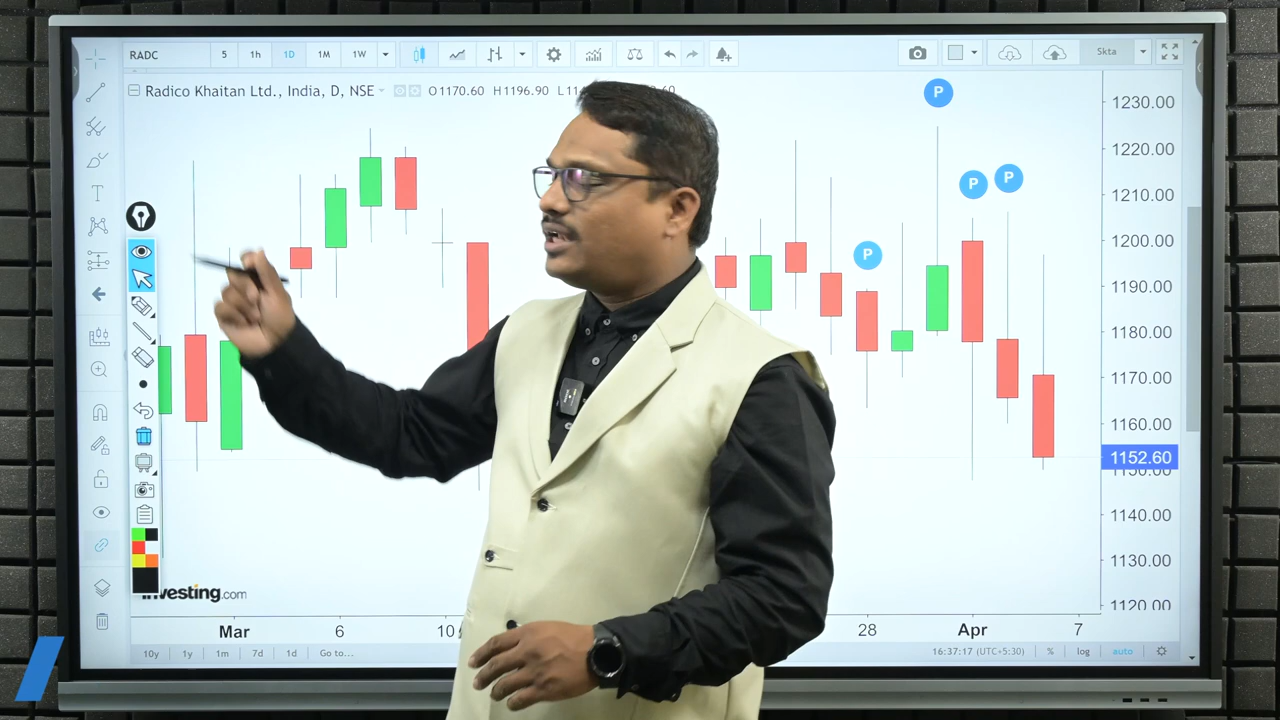 RADC 5 1h 1D 1M 1W Skta
Radico Khaitan Ltd., India, D, NSE O1170.60 H1196.90
P
P P
P
1230.00
1220.00
1210.00
1200.00
1190.00
1180.00
1170.00
1160.00
1152.60
1150.00
1140.00
1130.00
1120.00
Investing.com
Mar 6 10 28 Apr 7
10y 1y 1m 7d 1d Go to... 16:37:17 (UTC+5:30) % log auto